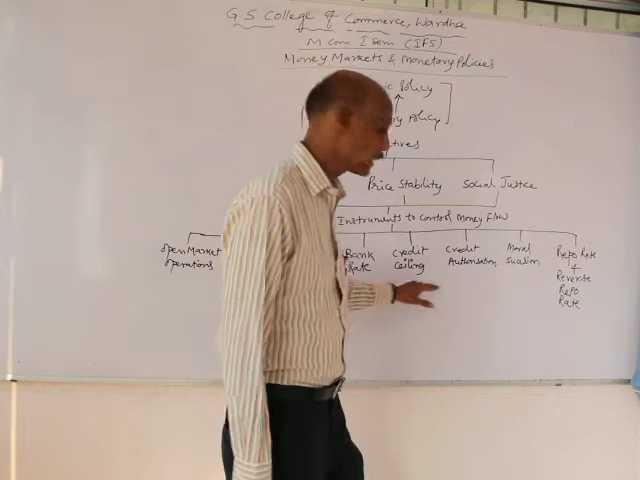 G S College of Commerce, Wardha
M com I Sem (IFS)
Money Markets & Monetary Policies
Policy
Policy
Price Stability Social Justice
Instruments to Control Money Flow
Open Market Operations
Bank Rate
Credit Ceiling
Credit Authorisation
Moral Suasion
Repo Rate
&
Reverse
Repo
Rate